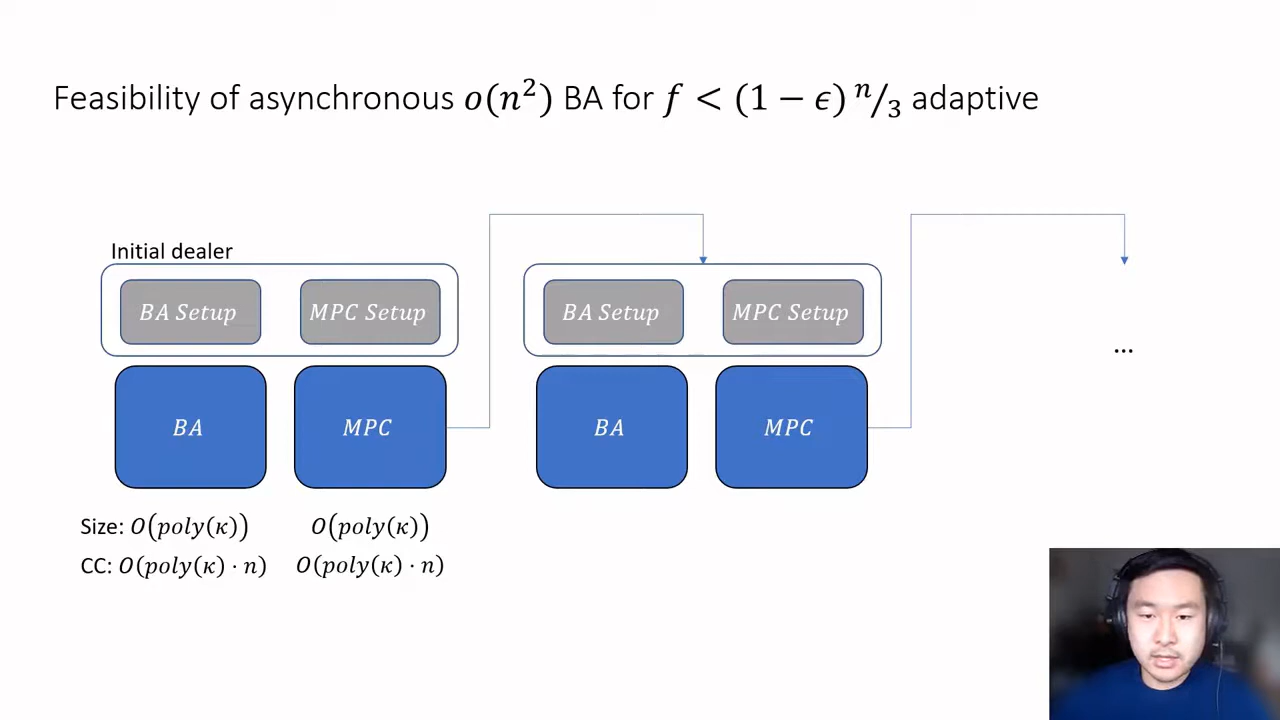 Feasibility of asynchronous o(n²) BA for f < (1 − ϵ) n/3 adaptive
Initial dealer
BA Setup MPC Setup
BA MPC
Size: O(poly(κ)) O(poly(κ))
CC: O(poly(κ) · n) O(poly(κ) · n)
BA Setup MPC Setup
BA MPC
...